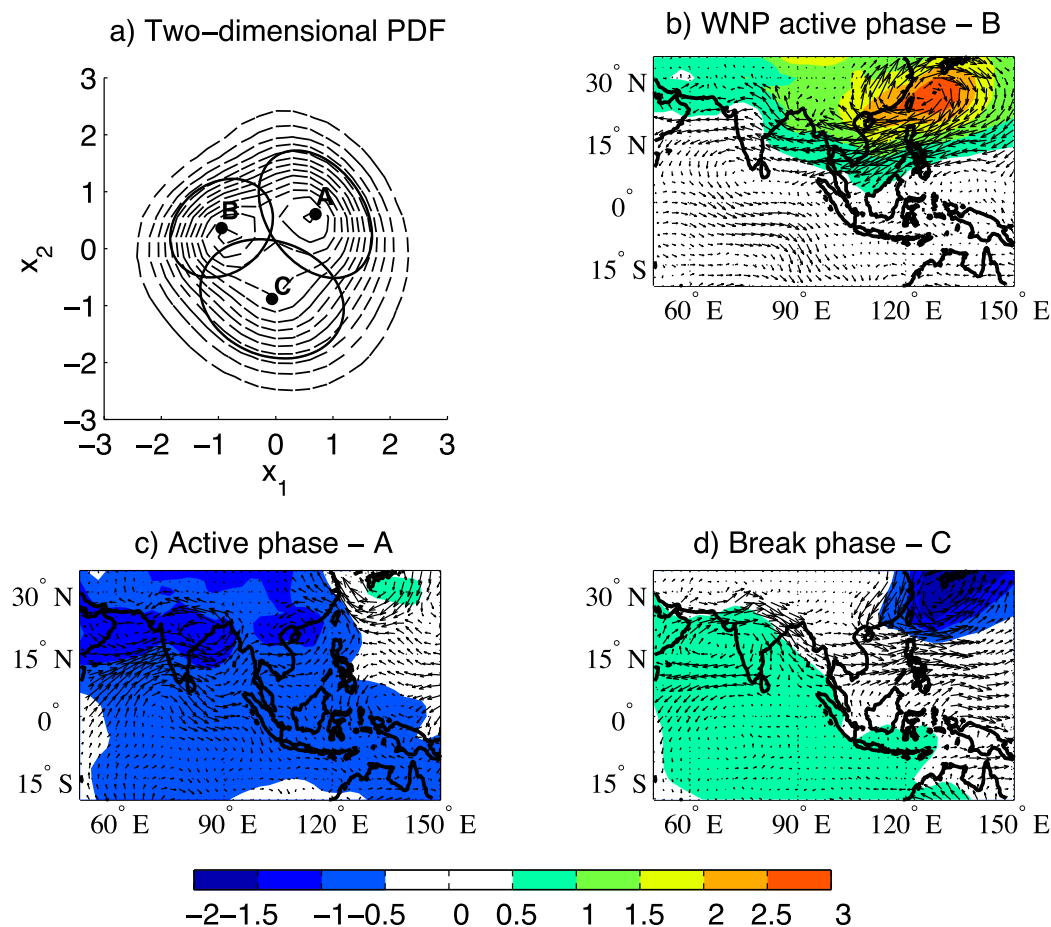 a) Two−dimensional PDF
3
2
1
0
−1
−2
−3
x2
A
B
C
−3 −2 −1 0 1 2 3
x1
b) WNP active phase − B
30° N
15° N
0°
15° S
60° E 90° E 120° E 150° E
c) Active phase − A
30° N
15° N
0°
15° S
60° E 90° E 120° E 150° E
d) Break phase − C
30° N
15° N
0°
15° S
60° E 90° E 120° E 150° E
−2−1.5 −1−0.5 0 0.5 1 1.5 2 2.5 3